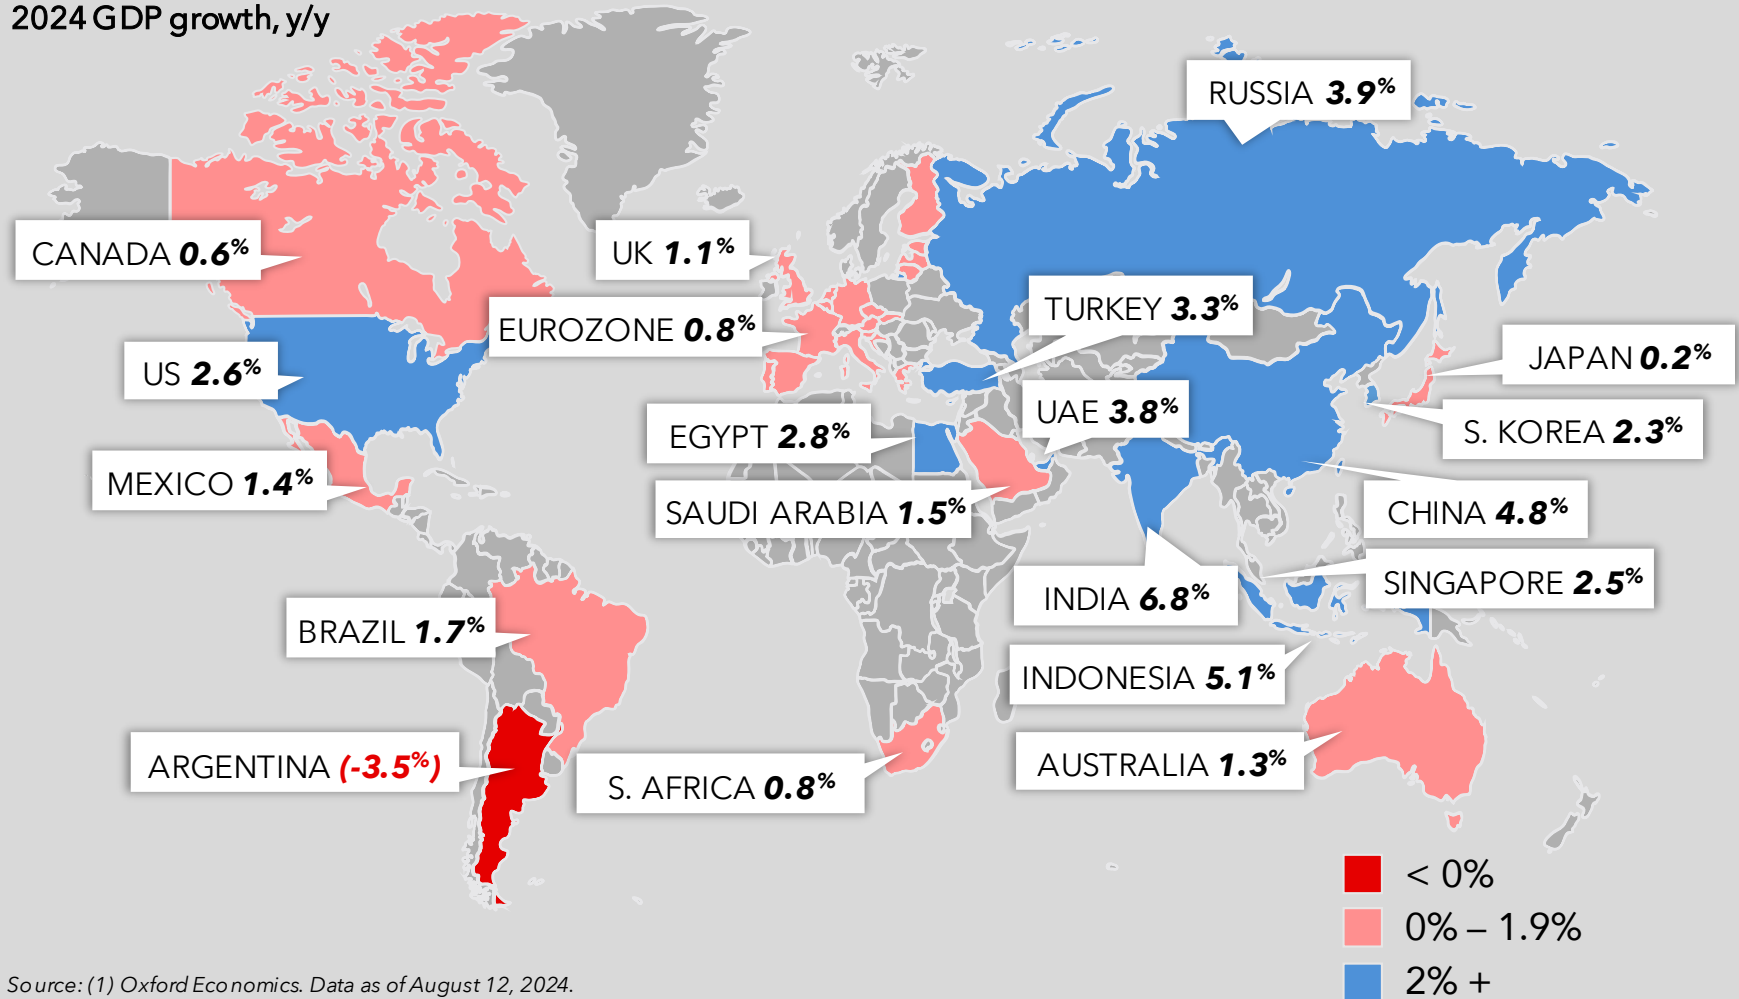 2024 GDP growth, y/y
RUSSIA 3.9%
CANADA 0.6%
UK 1.1%
TURKEY 3.3%
EUROZONE 0.8%
JAPAN 0.2%
US 2.6%
UAE 3.8%
EGYPT 2.8%
S. KOREA 2.3%
MEXICO 1.4%
SAUDI ARABIA 1.5%
CHINA 4.8%
SINGAPORE 2.5%
INDIA 6.8%
BRAZIL 1.7%
INDONESIA 5.1%
ARGENTINA (-3.5%)
AUSTRALIA 1.3%
S. AFRICA 0.8%
< 0%
0% – 1.9%
2% +
Source: (1) Oxford Economics. Data as of August 12, 2024.